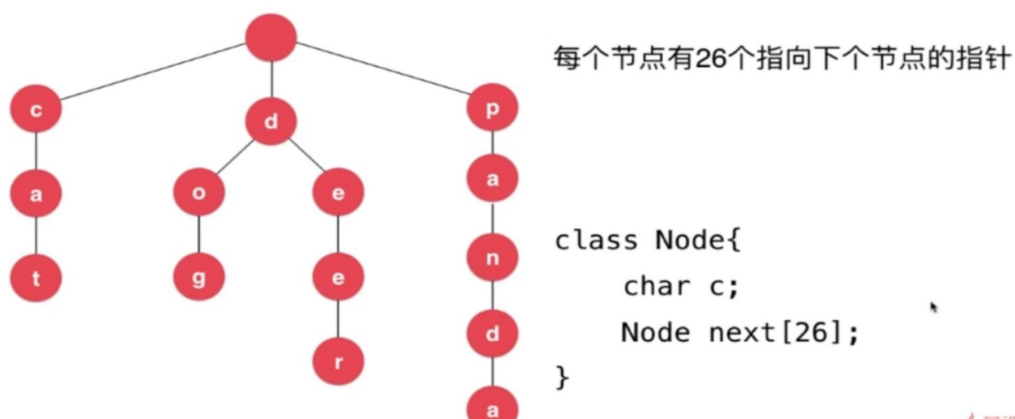 每个节点有26个指向下个节点的指针
c
d
p
a
o
e
a
t
g
e
n
r
d
a
class Node{
char c;
Node next[26];
}